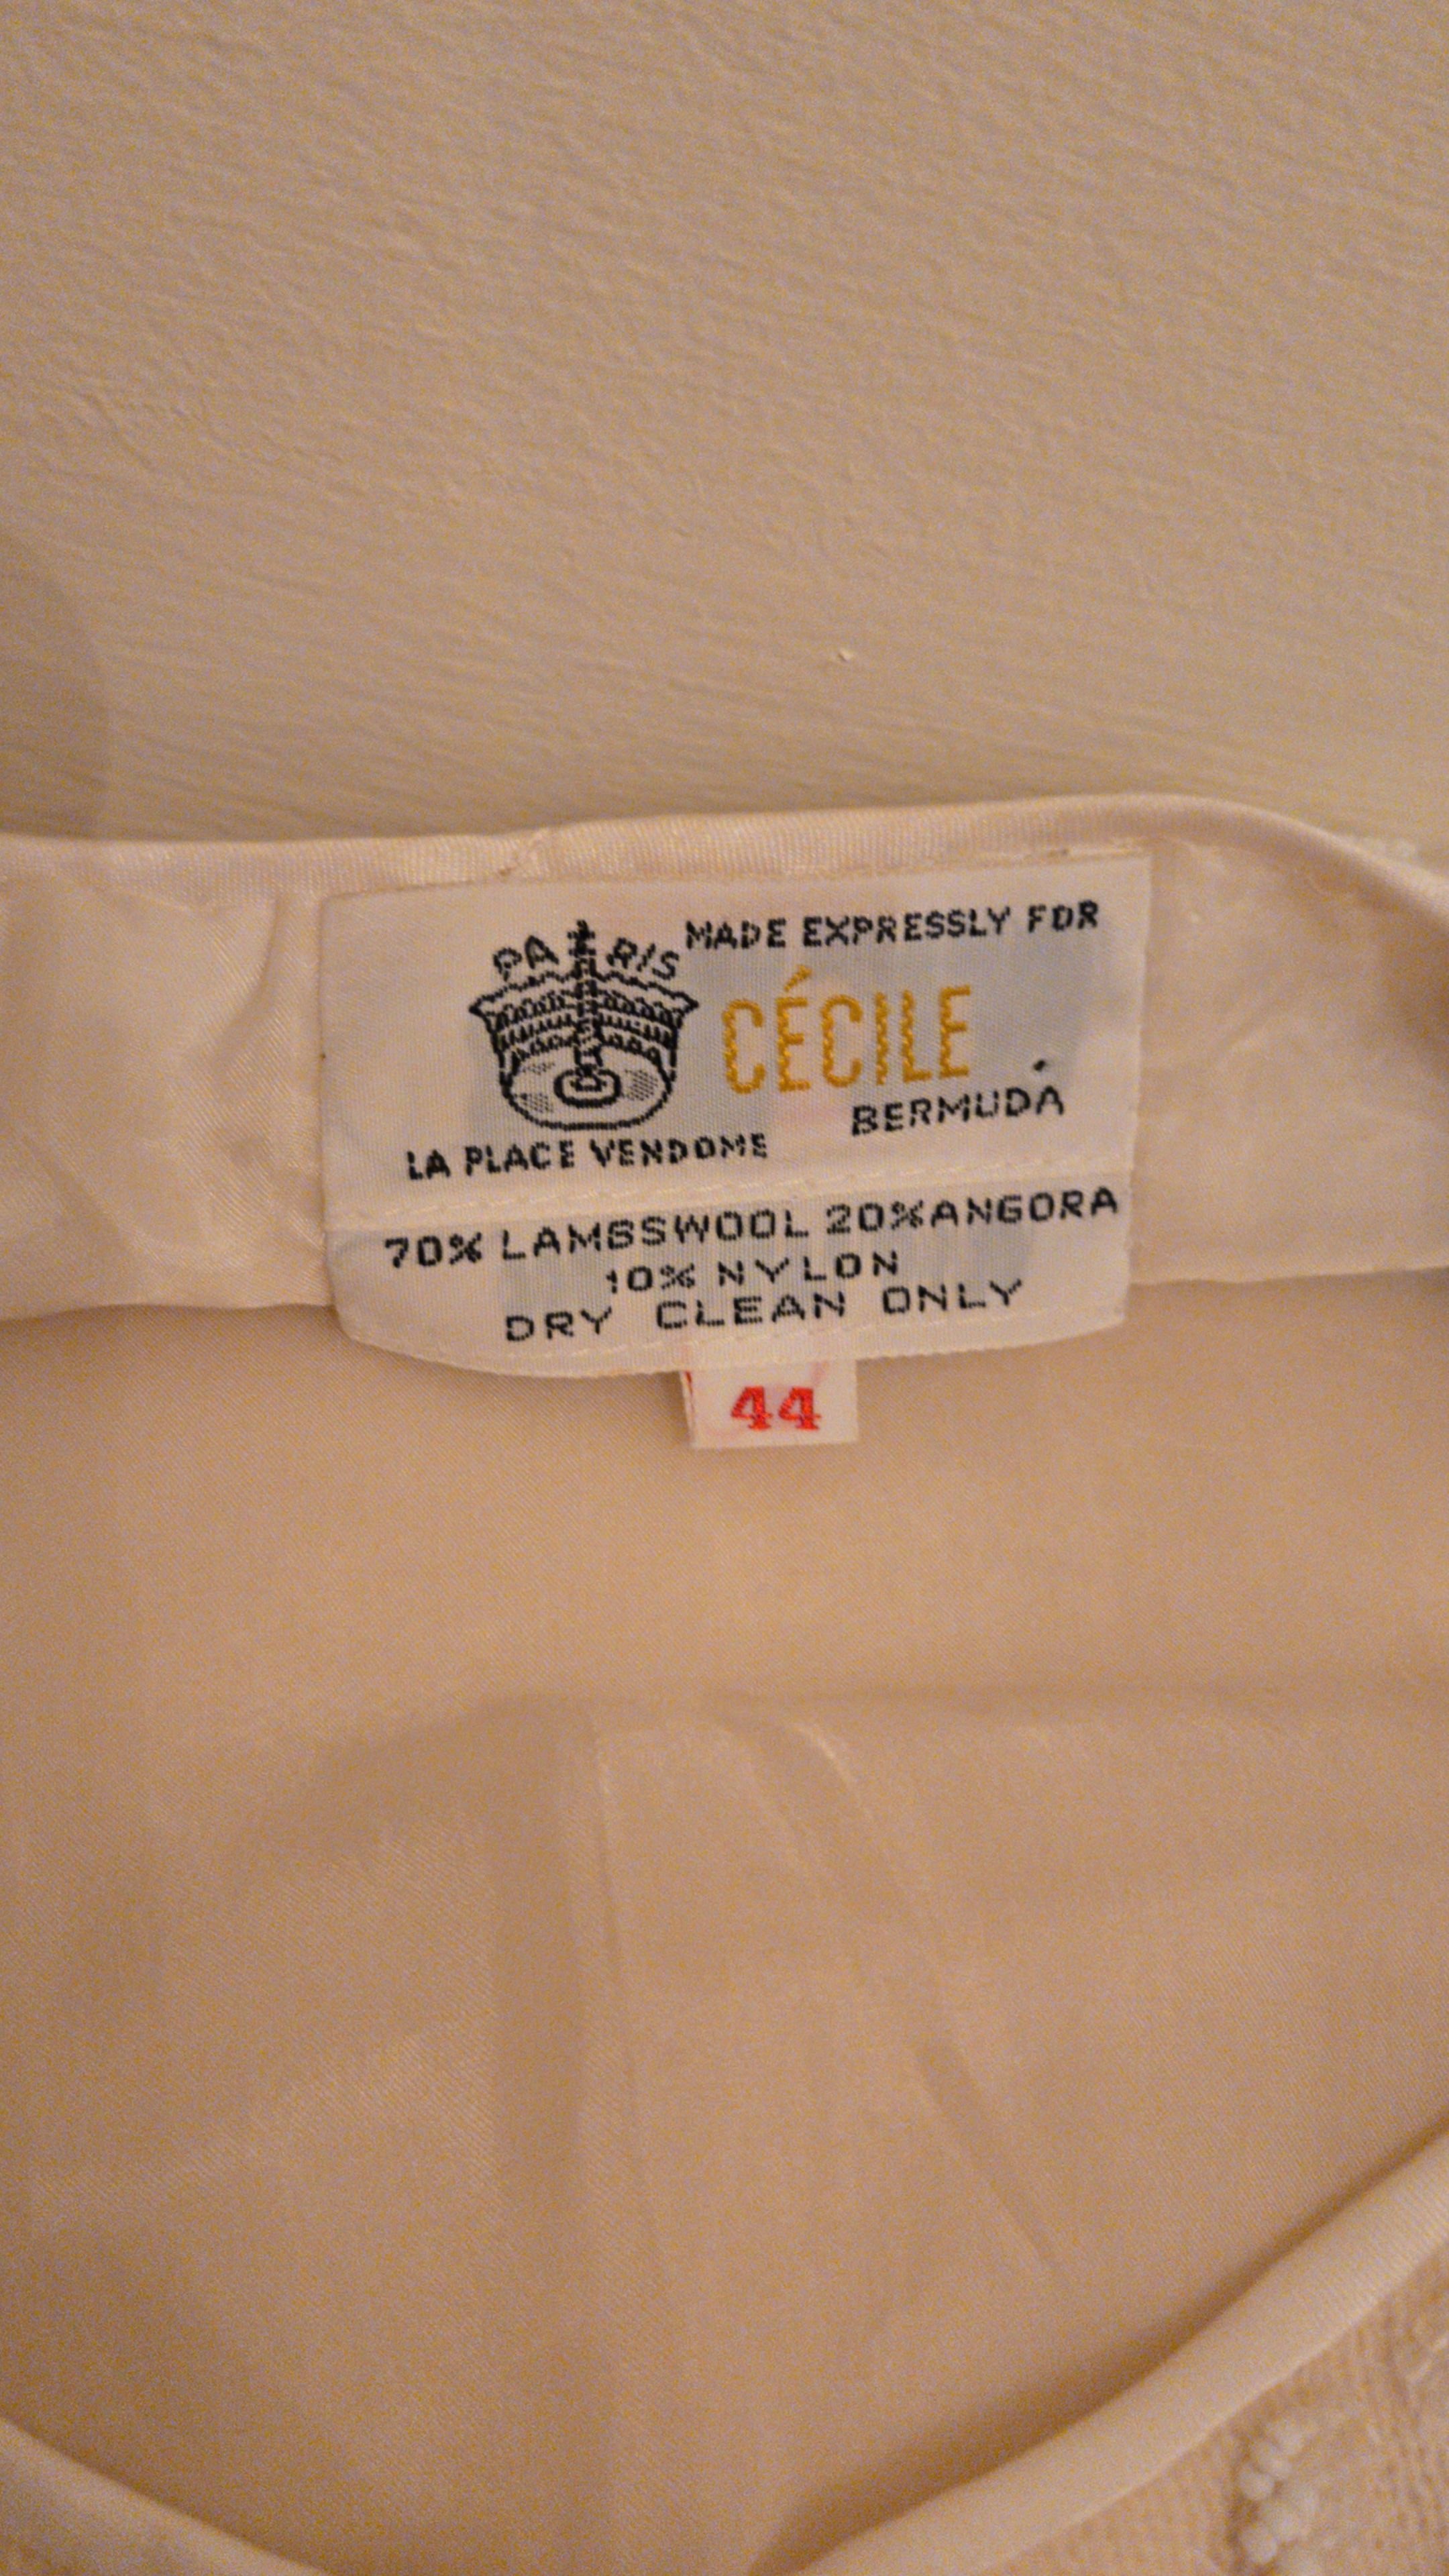 PARIS
MADE EXPRESSLY FOR
CÉCILE
BERMUDA
LA PLACE VENDOME
70% LAMBSWOOL 20% ANGORA
10% NYLON
DRY CLEAN ONLY
44